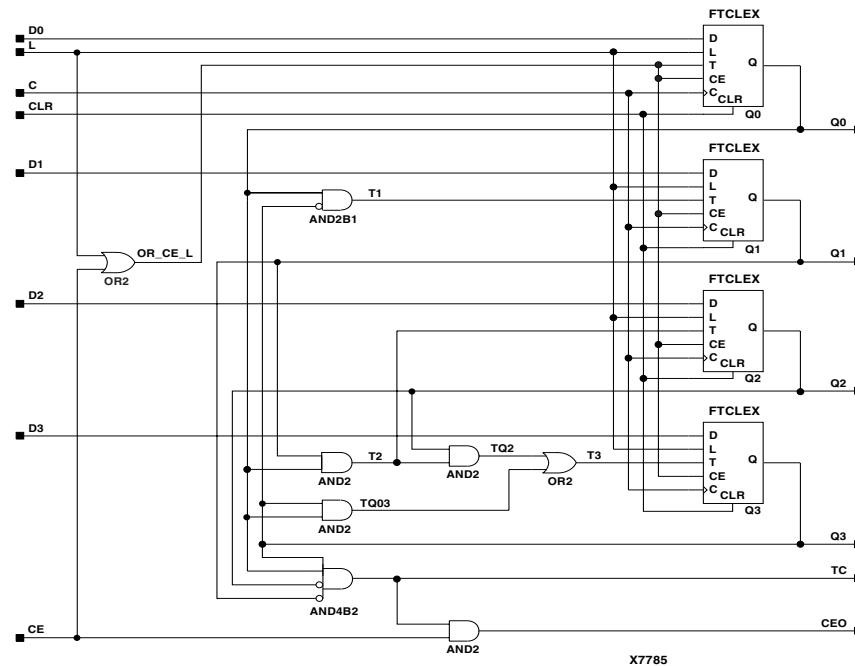 FTCLEX
D0
D
L
L
T
Q
CE
C
C
CLR
CLR
Q0
Q0
FTCLEX
D1
D
L
T1
T
Q
CE
AND2B1
C
CLR
OR_CE_L
Q1
Q1
OR2
FTCLEX
D2
D
L
T
Q
CE
C
CLR
Q2
Q2
FTCLEX
D3
D
L
T2
TQ2
T3
T
Q
CE
AND2
AND2
OR2
C
CLR
TQ03
Q3
AND2
Q3
TC
AND4B2
CE
CEO
AND2
X7785